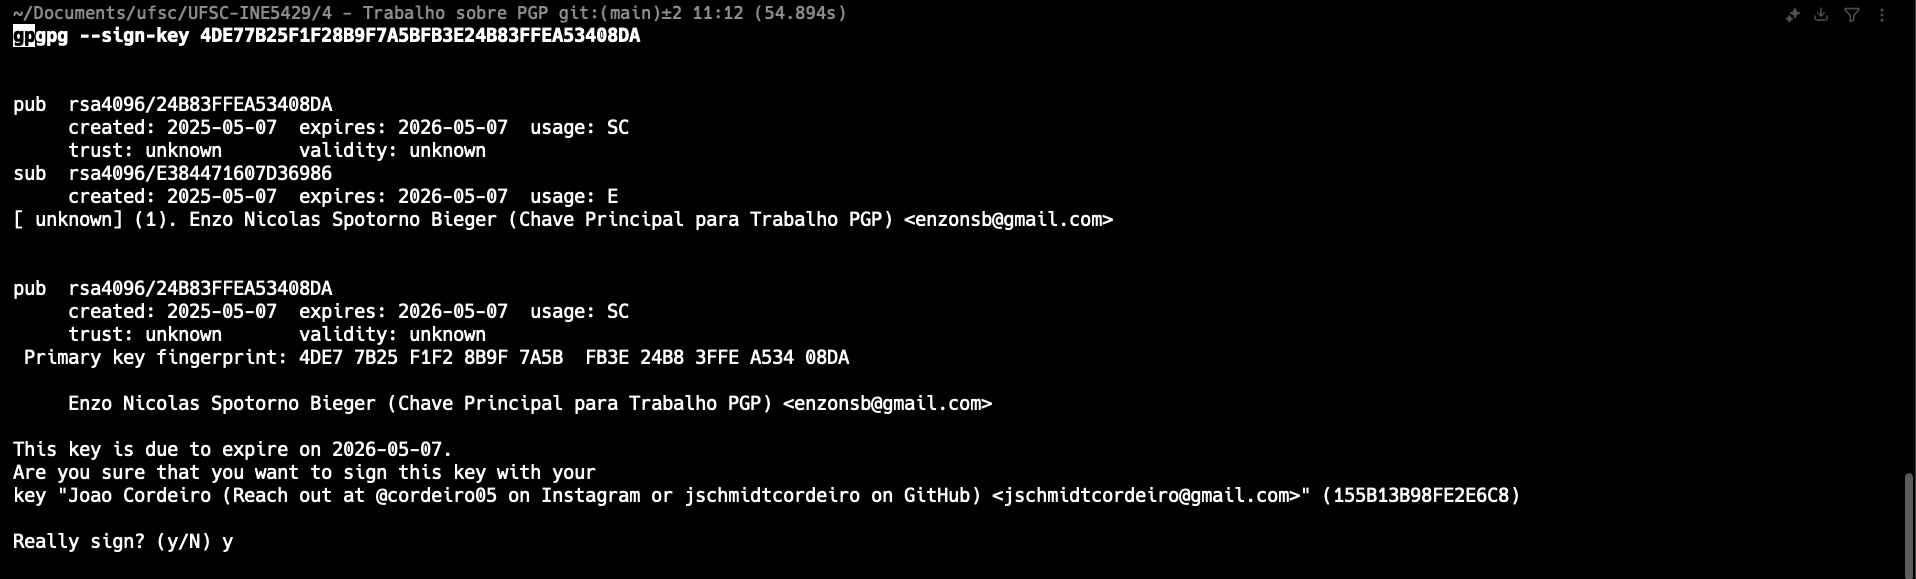 ~/Documents/ufsc/UFSC-INE5429/4 - Trabalho sobre PGP git:(main)±2 11:12 (54.894s)
gpgpg --sign-key 4DE77B25F1F28B9F7A5BFB3E24B83FFEA53408DA
pub  rsa4096/24B83FFEA53408DA
     created: 2025-05-07  expires: 2026-05-07  usage: SC
     trust: unknown       validity: unknown
sub  rsa4096/E384471607D36986
     created: 2025-05-07  expires: 2026-05-07  usage: E
[ unknown] (1). Enzo Nicolas Spotorno Bieger (Chave Principal para Trabalho PGP) <enzonsb@gmail.com>
pub  rsa4096/24B83FFEA53408DA
     created: 2025-05-07  expires: 2026-05-07  usage: SC
     trust: unknown       validity: unknown
 Primary key fingerprint: 4DE7 7B25 F1F2 8B9F 7A5B  FB3E 24B8 3FFE A534 08DA
     Enzo Nicolas Spotorno Bieger (Chave Principal para Trabalho PGP) <enzonsb@gmail.com>
This key is due to expire on 2026-05-07.
Are you sure that you want to sign this key with your
key "Joao Cordeiro (Reach out at @cordeiro05 on Instagram or jschmidtcordeiro on GitHub) <jschmidtcordeiro@gmail.com>" (155B13B98FE2E6C8)
Really sign? (y/N) y